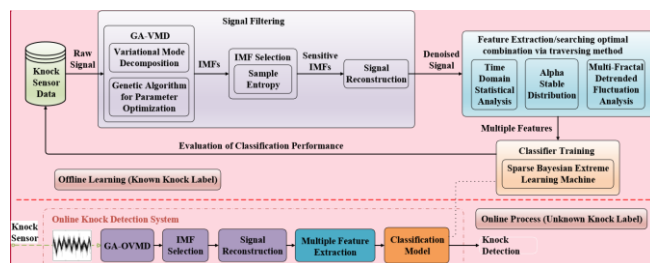 Signal Filtering
GA-VMD
Variational Mode
Decomposition
Genetic Algorithm
for Parameter
Optimization
Knock
Sensor
Data
Raw
Signal
IMFs
IMF Selection
Sample
Entropy
Sensitive
IMFs
Signal
Reconstruction
Denoised
Signal
Feature Extraction/searching optimal
combination via traversing method
Time
Domain
Statistical
Analysis
Alpha
Stable
Distribution
Multi-Fractal
Detrended
Fluctuation
Analysis
Multiple Features
Evaluation of Classification Performance
Classifier Training
Sparse Bayesian Extreme
Learning Machine
Offline Learning (Known Knock Label)
Online Knock Detection System
Online Process (Unknown Knock Label)
Knock
Sensor
GA-OVMD
IMF
Selection
Signal
Reconstruction
Multiple Feature
Extraction
Classification
Model
Knock
Detection